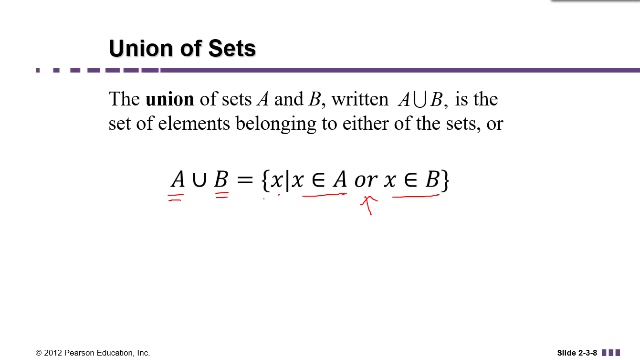 Union of Sets
The union of sets A and B, written A ∪ B, is the
set of elements belonging to either of the sets, or
A ∪ B = {x|x ∈ A or x ∈ B}
© 2012 Pearson Education, Inc.
Slide 2-3-8